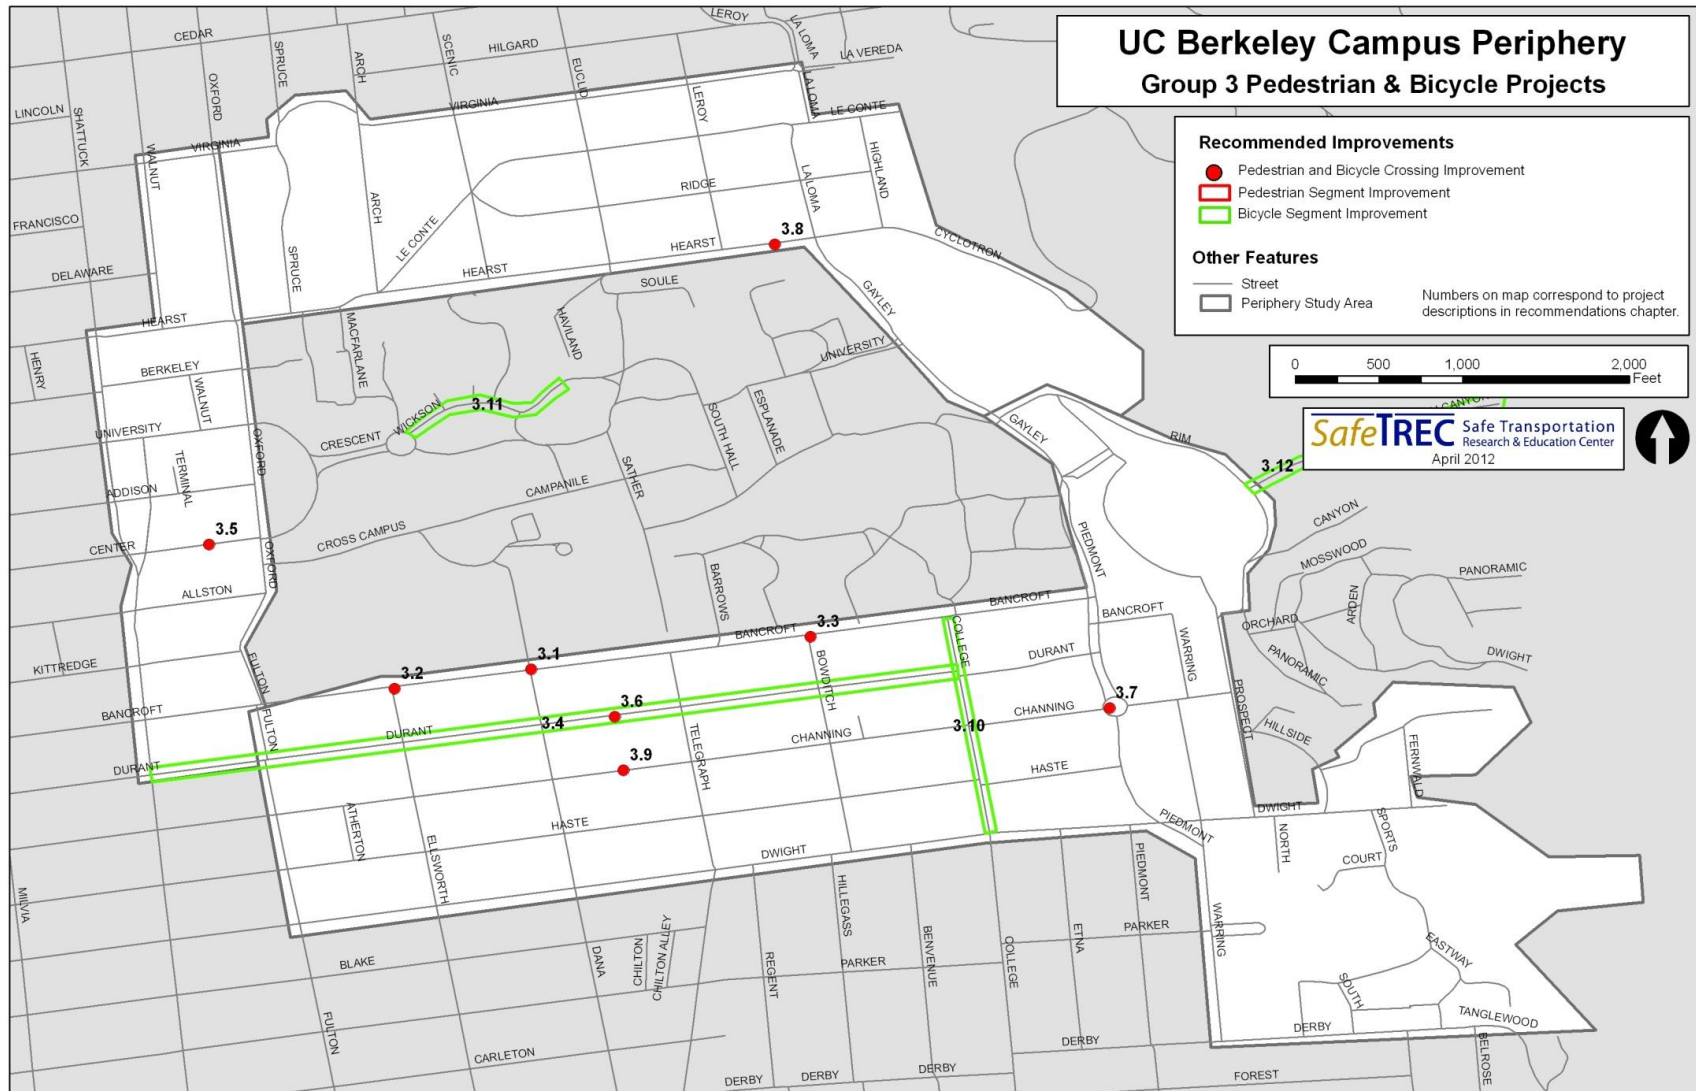 UC Berkeley Campus Periphery
Group 3 Pedestrian & Bicycle Projects
Recommended Improvements
Pedestrian and Bicycle Crossing Improvement
Pedestrian Segment Improvement
Bicycle Segment Improvement
Other Features
Street
Periphery Study Area
Numbers on map correspond to project
descriptions in recommendations chapter.
0 500 1,000 2,000
Feet
SafeTREC Safe Transportation
Research & Education Center
April 2012
CEDAR
SPRUCE
ARCH
SCENIC
HILGARD
EUCLID
LEROY
LA LOMA
LA VEREDA
LINCOLN
SHATTUCK
OXFORD
VIRGINIA
VIRGINIA
LEROY
LA LOMA
LE CONTE
WALNUT
HIGHLAND
FRANCISCO
ARCH
RIDGE
LA LOMA
LE CONTE
DELAWARE
SPRUCE
HEARST
HEARST
3.8
CYCLOTRON
SOULE
GAYLEY
HEARST
MACFARLANE
HAVILAND
HENRY
BERKELEY
WALNUT
UNIVERSITY
3.11
WICKSON
CRESCENT
UNIVERSITY
OXFORD
SOUTH HALL
ESPLANADE
GAYLEY
RIM
CANYON
TERMINAL
ADDISON
SATHER
CAMPANILE
3.12
3.5
CENTER
CROSS CAMPUS
OXFORD
PIEDMONT
CANYON
MOSSWOOD
PANORAMIC
ALLSTON
BARROWS
ARDEN
BANCROFT
BANCROFT
ORCHARD
KITTREDGE
FULTON
3.2
3.1
BANCROFT
3.3
COLLEGE
DURANT
WARRING
PANORAMIC
DWIGHT
BOWDITCH
PROSPECT
BANCROFT
FULTON
3.6
3.4
DURANT
TELEGRAPH
CHANNING
3.10
CHANNING
3.7
HILLSIDE
FERNWALD
DURANT
3.9
HASTE
ATHERTON
HASTE
ELLSWORTH
DWIGHT
PIEDMONT
DWIGHT
SPORTS
NORTH
COURT
MILVIA
PIEDMONT
HILLEGASS
WARRING
BLAKE
DANA
CHILTON
CHILTON ALLEY
REGENT
PARKER
BENVENUE
COLLEGE
ETNA
PARKER
EASTWAY
SOUTH
FULTON
CARLETON
DERBY
DERBY
DERBY
DERBY
DERBY
TANGLEWOOD
BELROSE
FOREST